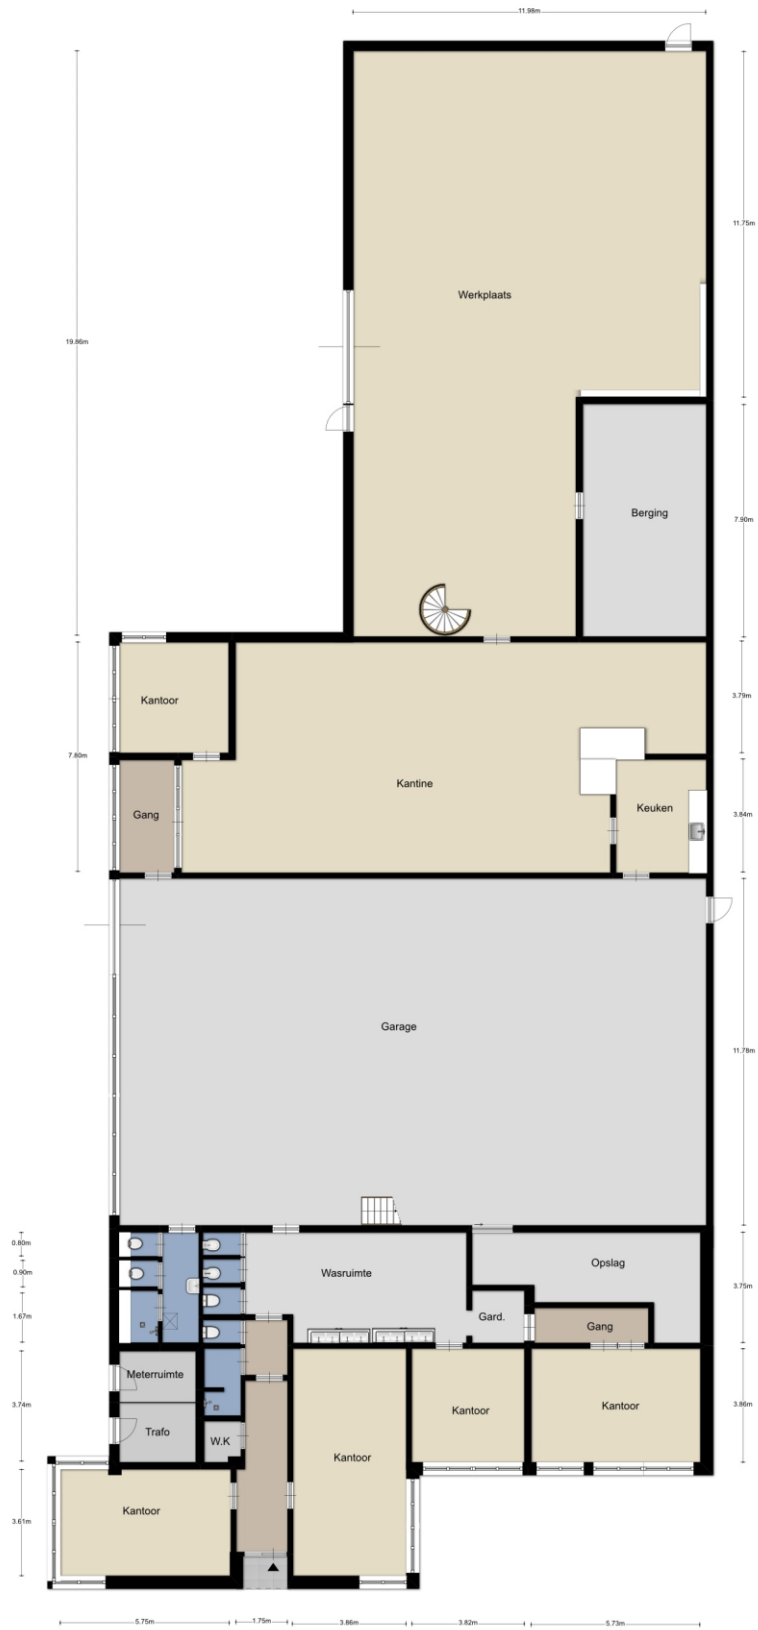 11.98m
11.75m
Werkplaats
19.86m
Berging
7.90m
Kantoor
3.79m
7.80m
Kantine
Keuken
Gang
3.84m
Garage
11.78m
0.80m
Opslag
0.90m
Wasruimte
3.75m
1.67m
Gard.
Gang
Meterruimte
3.74m
Kantoor
Kantoor
3.86m
Trafo
W.K
Kantoor
Kantoor
3.61m
5.75m
1.75m
3.86m
3.82m
5.73m